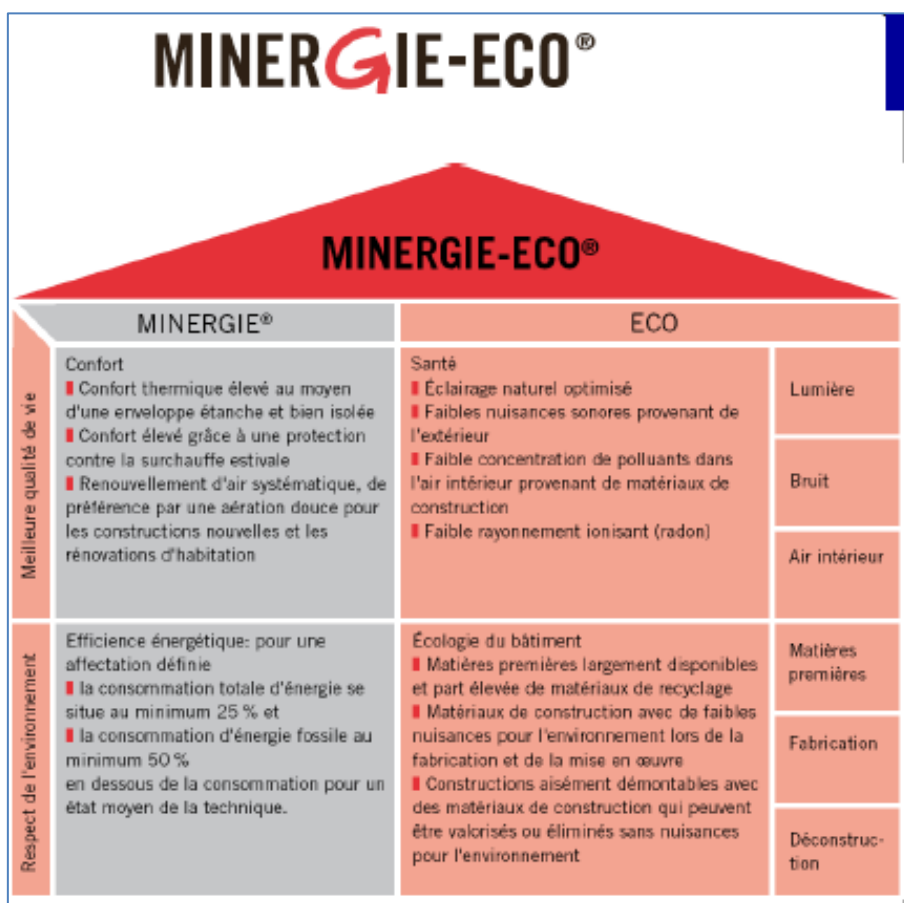 MINERGIE-ECO®
MINERGIE-ECO®
MINERGIE®
ECO
Meilleure qualité de vie
Confort
Confort thermique élevé au moyen
d'une enveloppe étanche et bien isolée
Confort élevé grâce à une protection
contre la surchauffe estivale
Renouvellement d'air systématique, de
préférence par une aération douce pour
les constructions nouvelles et les
rénovations d'habitation
Santé
Éclairage naturel optimisé
Faibles nuisances sonores provenant de
l'extérieur
Faible concentration de polluants dans
l'air intérieur provenant de matériaux de
construction
Faible rayonnement ionisant (radon)
Lumière
Bruit
Air intérieur
Respect de l'environnement
Efficience énergétique: pour une
affectation définie
la consommation totale d'énergie se
situe au minimum 25 % et
la consommation d'énergie fossile au
minimum 50 %
en dessous de la consommation pour un
état moyen de la technique.
Écologie du bâtiment
Matières premières largement disponibles
et part élevée de matériaux de recyclage
Matériaux de construction avec de faibles
nuisances pour l'environnement lors de la
fabrication et de la mise en œuvre
Constructions aisément démontables avec
des matériaux de construction qui peuvent
être valorisés ou éliminés sans nuisances
pour l'environnement
Matières
premières
Fabrication
Déconstruc-
tion